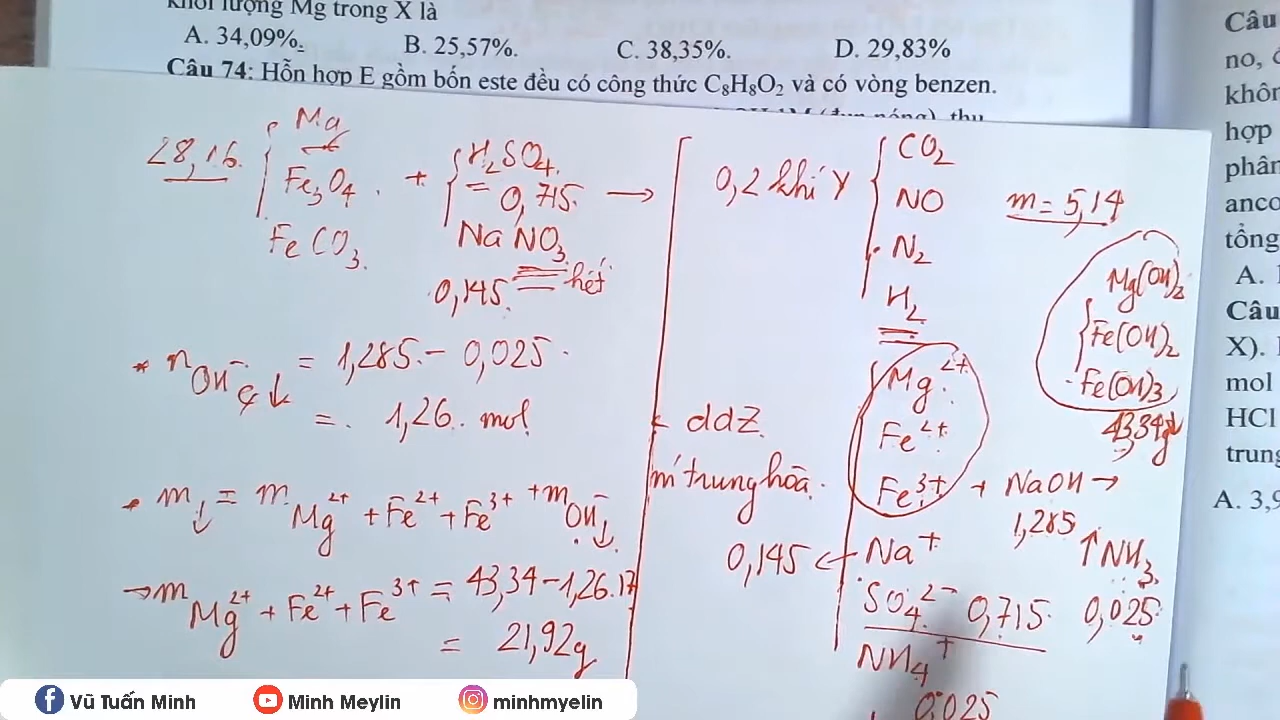 khối lượng Mg trong X là
A. 34,09%. B. 25,57%. C. 38,35%. D. 29,83%
Câu 74: Hỗn hợp E gồm bốn este đều có công thức C₈H₈O₂ và có vòng benzen.
28,16. { Mg
Fe₃O₄.
FeCO₃.
+ { H₂SO₄.
= 0,715.
NaNO₃. hết
0,145.
→
0,2 khí Y { CO₂
NO
N₂
H₂
m = 5,14
* nOH⁻ ç↓ = 1,285. - 0,025.
= 1,26. mol
* m↓ = m Mg²⁺ + Fe²⁺ + Fe³⁺ + mOH⁻↓.
→ m Mg²⁺ + Fe²⁺ + Fe³⁺ = 43,34 - 1,26.17
= 21,92g
ddZ.
m' trung hòa.
Mg²⁺
Fe²⁺
Fe³⁺ + NaOH →
1,285
0,145 ← Na⁺
SO₄²⁻ 0,715.
NH₄⁺
0,025
Mg(OH)₂
Fe(OH)₂
Fe(OH)₃
43,34g↓
↑NH₃.
0,025
Câu
khôn
hợp
phân
anco
tổng
A.
Câu
X).
mol
HCl
trung
A. 3,9
Vũ Tuấn Minh Minh Meylin minhmyelin